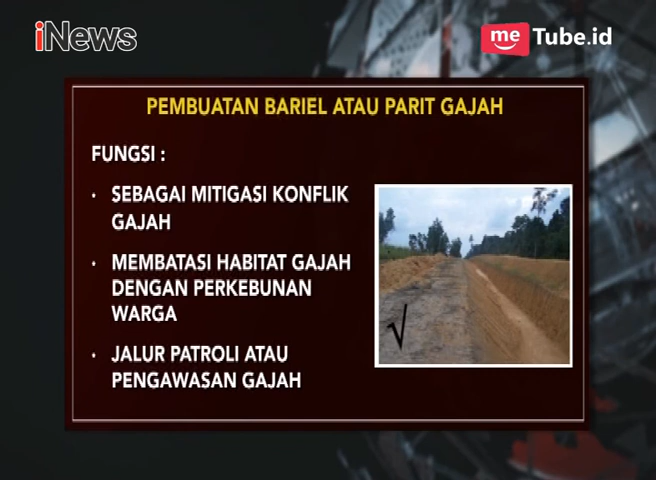 iNews
me Tube.id
PEMBUATAN BARIEL ATAU PARIT GAJAH
FUNGSI :
• SEBAGAI MITIGASI KONFLIK
GAJAH
• MEMBATASI HABITAT GAJAH
DENGAN PERKEBUNAN
WARGA
• JALUR PATROLI ATAU
PENGAWASAN GAJAH